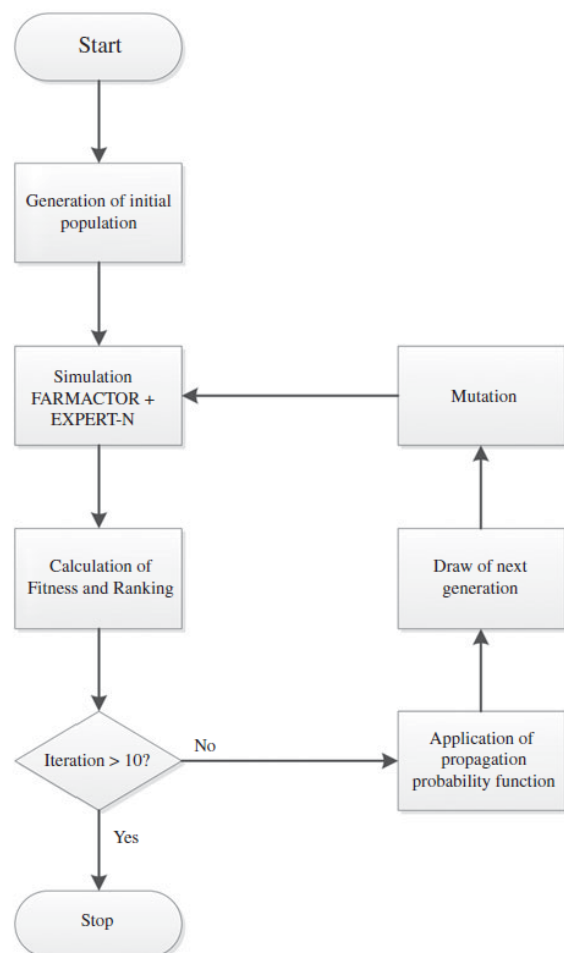 Start
Generation of initial
population
Simulation
FARMACTOR +
EXPERT-N
Mutation
Calculation of
Fitness and Ranking
Draw of next
generation
Iteration > 10?
No
Application of
propagation
probability function
Yes
Stop